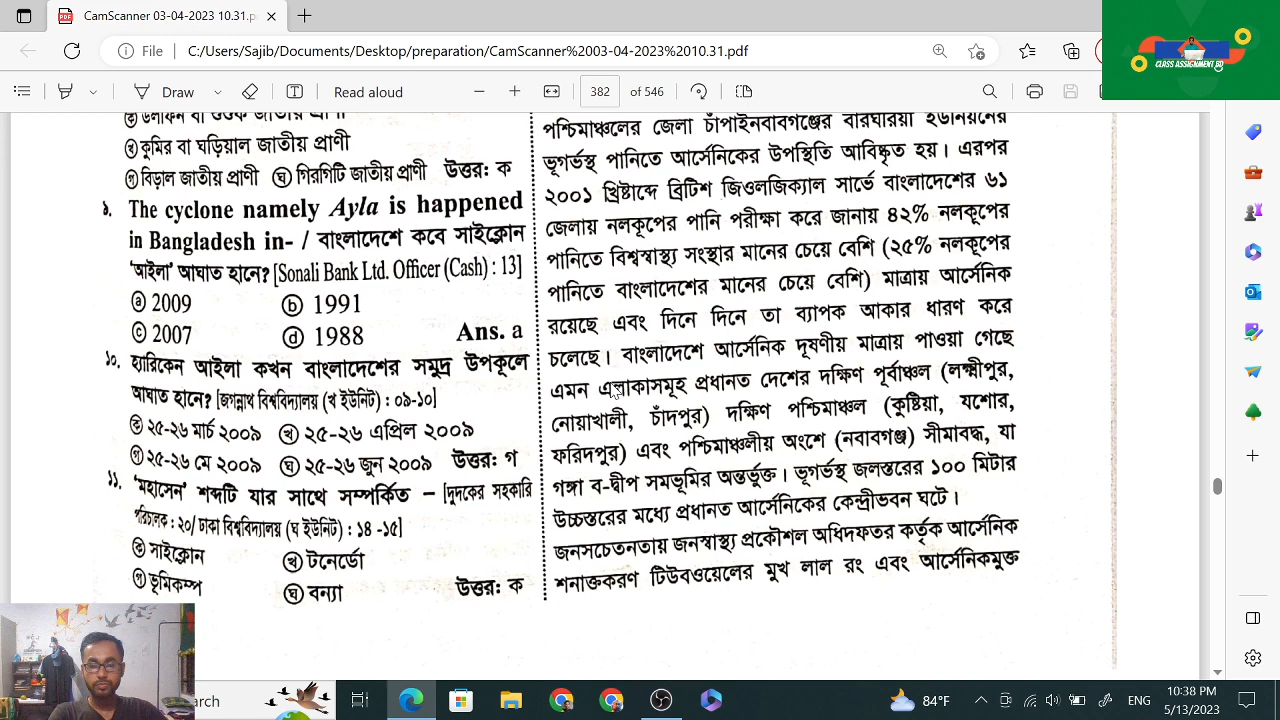 CamScanner 03-04-2023 10.31.p
File
C:/Users/Sajib/Documents/Desktop/preparation/CamScanner%2003-04-2023%2010.31.pdf
CLASS ASSIGNMENT BD
Draw
Read aloud
382 of 546
ক কুমির বা ঘড়িয়াল জাতীয় প্রাণী
গ বিড়াল জাতীয় প্রাণী ঘ গিরগিটি জাতীয় প্রাণী উত্তর: ক
৯. The cyclone namely Ayla is happened
in Bangladesh in- / বাংলাদেশে কবে সাইক্লোন
'আইলা' আঘাত হানে? [Sonali Bank Ltd. Officer (Cash) : 13]
a 2009 b 1991
c 2007 d 1988 Ans. a
১০. হ্যারিকেন আইলা কখন বাংলাদেশের সমুদ্র উপকূলে
আঘাত হানে? [জগন্নাথ বিশ্ববিদ্যালয় (খ ইউনিট) : ০৯-১০]
ক ২৫-২৬ মার্চ ২০০৯ খ ২৫-২৬ এপ্রিল ২০০৯
গ ২৫-২৬ মে ২০০৯ ঘ ২৫-২৬ জুন ২০০৯ উত্তর: গ
১১. 'মহাসেন' শব্দটি যার সাথে সম্পর্কিত – [দুদকের সহকারি
পরিচালক : ২০/ ঢাকা বিশ্ববিদ্যালয় (ঘ ইউনিট) : ১৪ -১৫]
ক সাইক্লোন খ টনের্ডো
গ ভূমিকম্প ঘ বন্যা উত্তর: ক
পশ্চিমাঞ্চলের জেলা চাঁপাইনবাবগঞ্জের বারঘরিয়া ইউনিয়নের
ভূগর্ভস্থ পানিতে আর্সেনিকের উপস্থিতি আবিষ্কৃত হয়। এরপর
২০০১ খ্রিষ্টাব্দে ব্রিটিশ জিওলজিক্যাল সার্ভে বাংলাদেশের ৬১
জেলায় নলকূপের পানি পরীক্ষা করে জানায় ৪২% নলকূপের
পানিতে বিশ্বস্বাস্থ্য সংস্থার মানের চেয়ে বেশি (২৫% নলকূপের
পানিতে বাংলাদেশের মানের চেয়ে বেশি) মাত্রায় আর্সেনিক
রয়েছে এবং দিনে দিনে তা ব্যাপক আকার ধারণ করে
চলেছে। বাংলাদেশে আর্সেনিক দূষণীয় মাত্রায় পাওয়া গেছে
এমন এলাকাসমূহ প্রধানত দেশের দক্ষিণ পূর্বাঞ্চল (লক্ষ্মীপুর,
নোয়াখালী, চাঁদপুর) দক্ষিণ পশ্চিমাঞ্চল (কুষ্টিয়া, যশোর,
ফরিদপুর) এবং পশ্চিমাঞ্চলীয় অংশে (নবাবগঞ্জ) সীমাবদ্ধ, যা
গঙ্গা ব-দ্বীপ সমভূমির অন্তর্ভুক্ত। ভূগর্ভস্থ জলস্তরের ১০০ মিটার
উচ্চস্তরের মধ্যে প্রধানত আর্সেনিকের কেন্দ্রীভবন ঘটে।
জনসচেতনতায় জনস্বাস্থ্য প্রকৌশল অধিদফতর কর্তৃক আর্সেনিক
শনাক্তকরণ টিউবওয়েলের মুখ লাল রং এবং আর্সেনিকমুক্ত
84°F
ENG
10:38 PM
5/13/2023